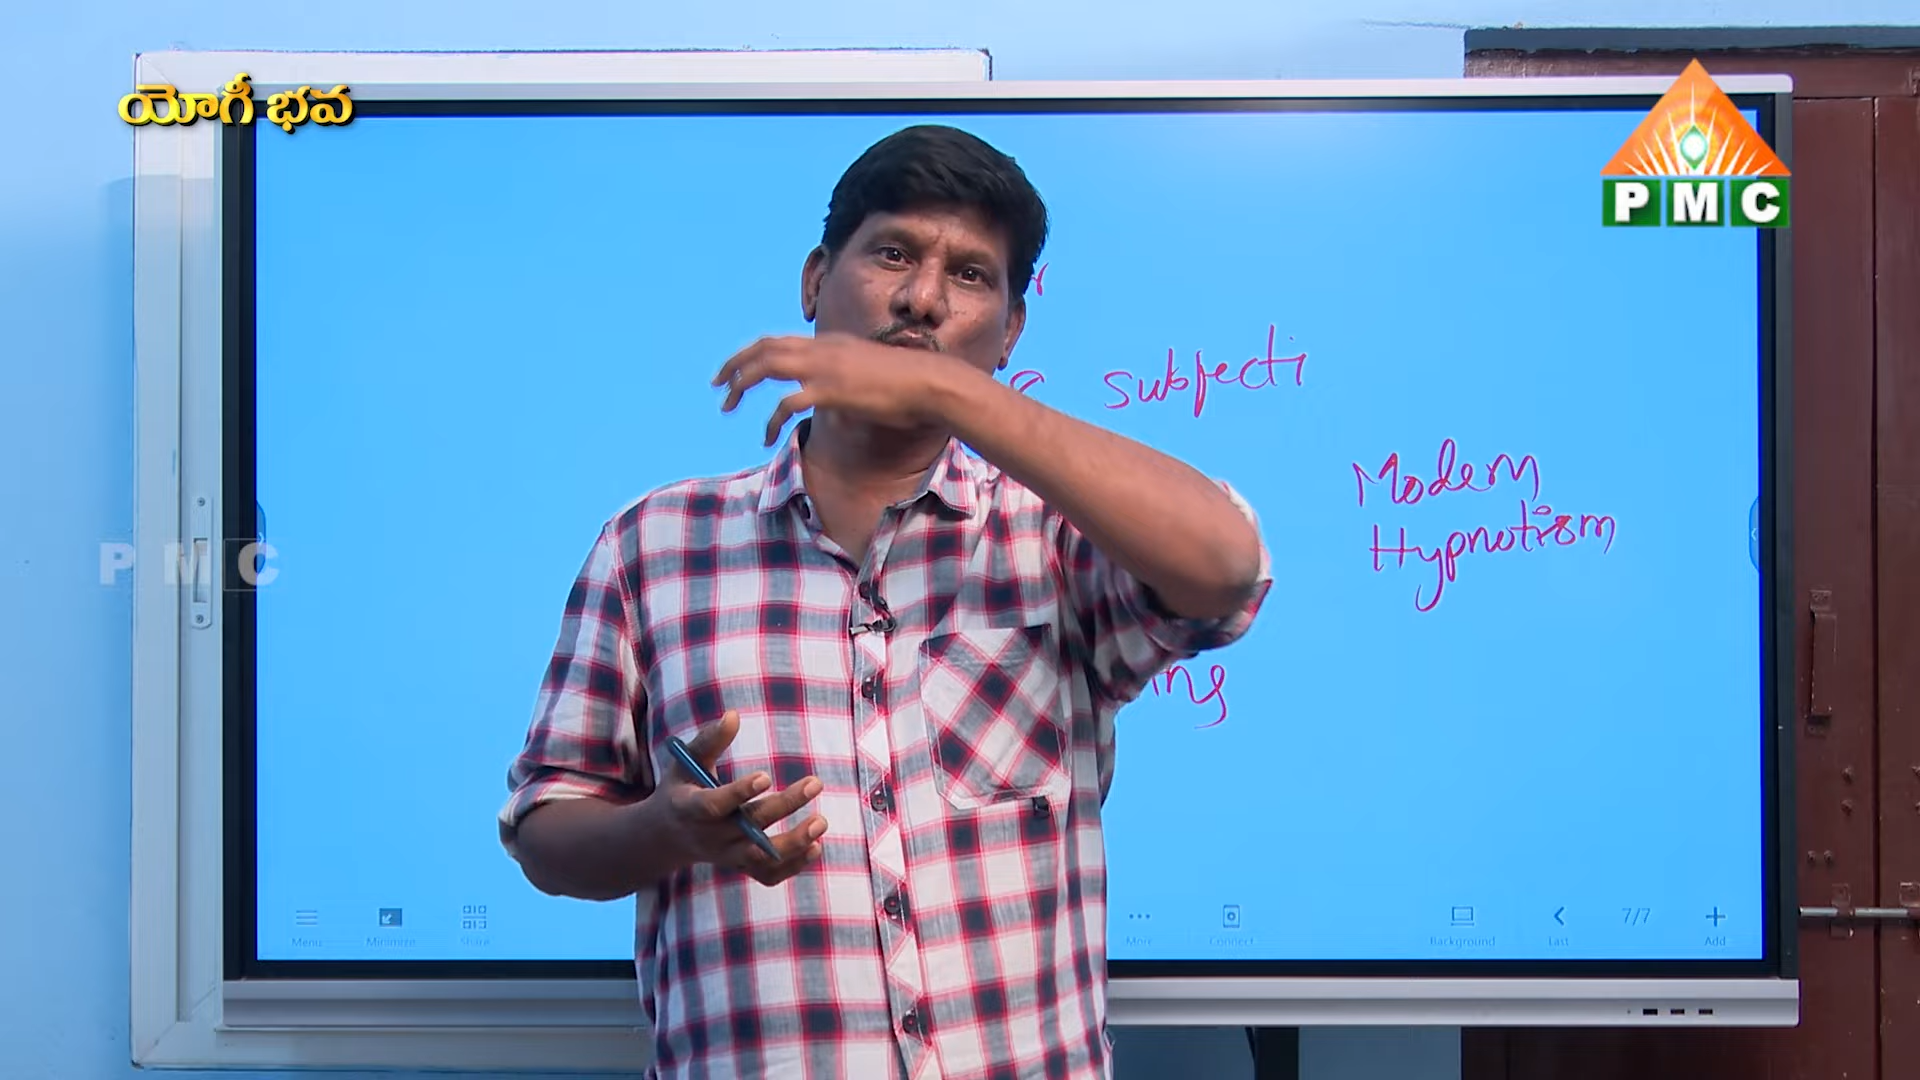 యోగీ భవ
PMC
subjecti
Modern
Hypnotism
PMC
ing
Menu
Minimize
Share
More
Connect
Background
Last
7/7
Add